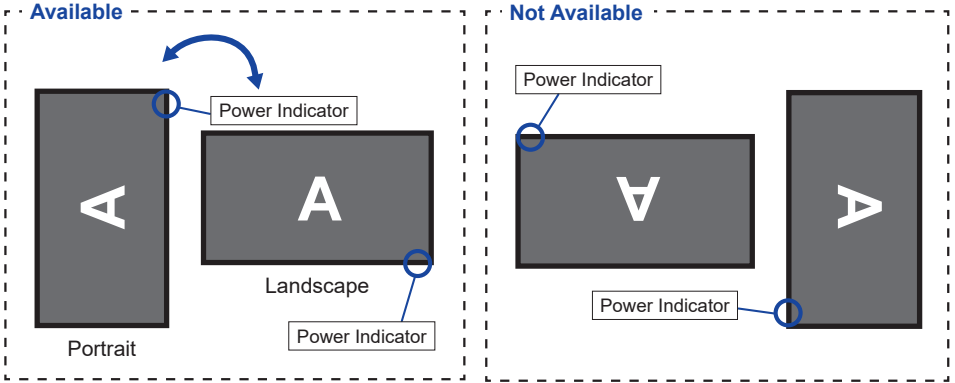 Available
Not Available
Power Indicator
Power Indicator
A
A
A
A
Landscape
Power Indicator
Power Indicator
Portrait